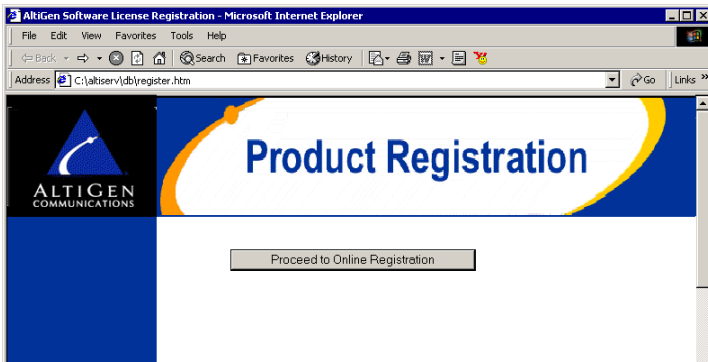 AltiGen Software License Registration - Microsoft Internet Explorer
File Edit View Favorites Tools Help
Back Search Favorites History
Address C:\altiserv\db\register.htm Go Links »
ALTIGEN
COMMUNICATIONS
Product Registration
Proceed to Online Registration